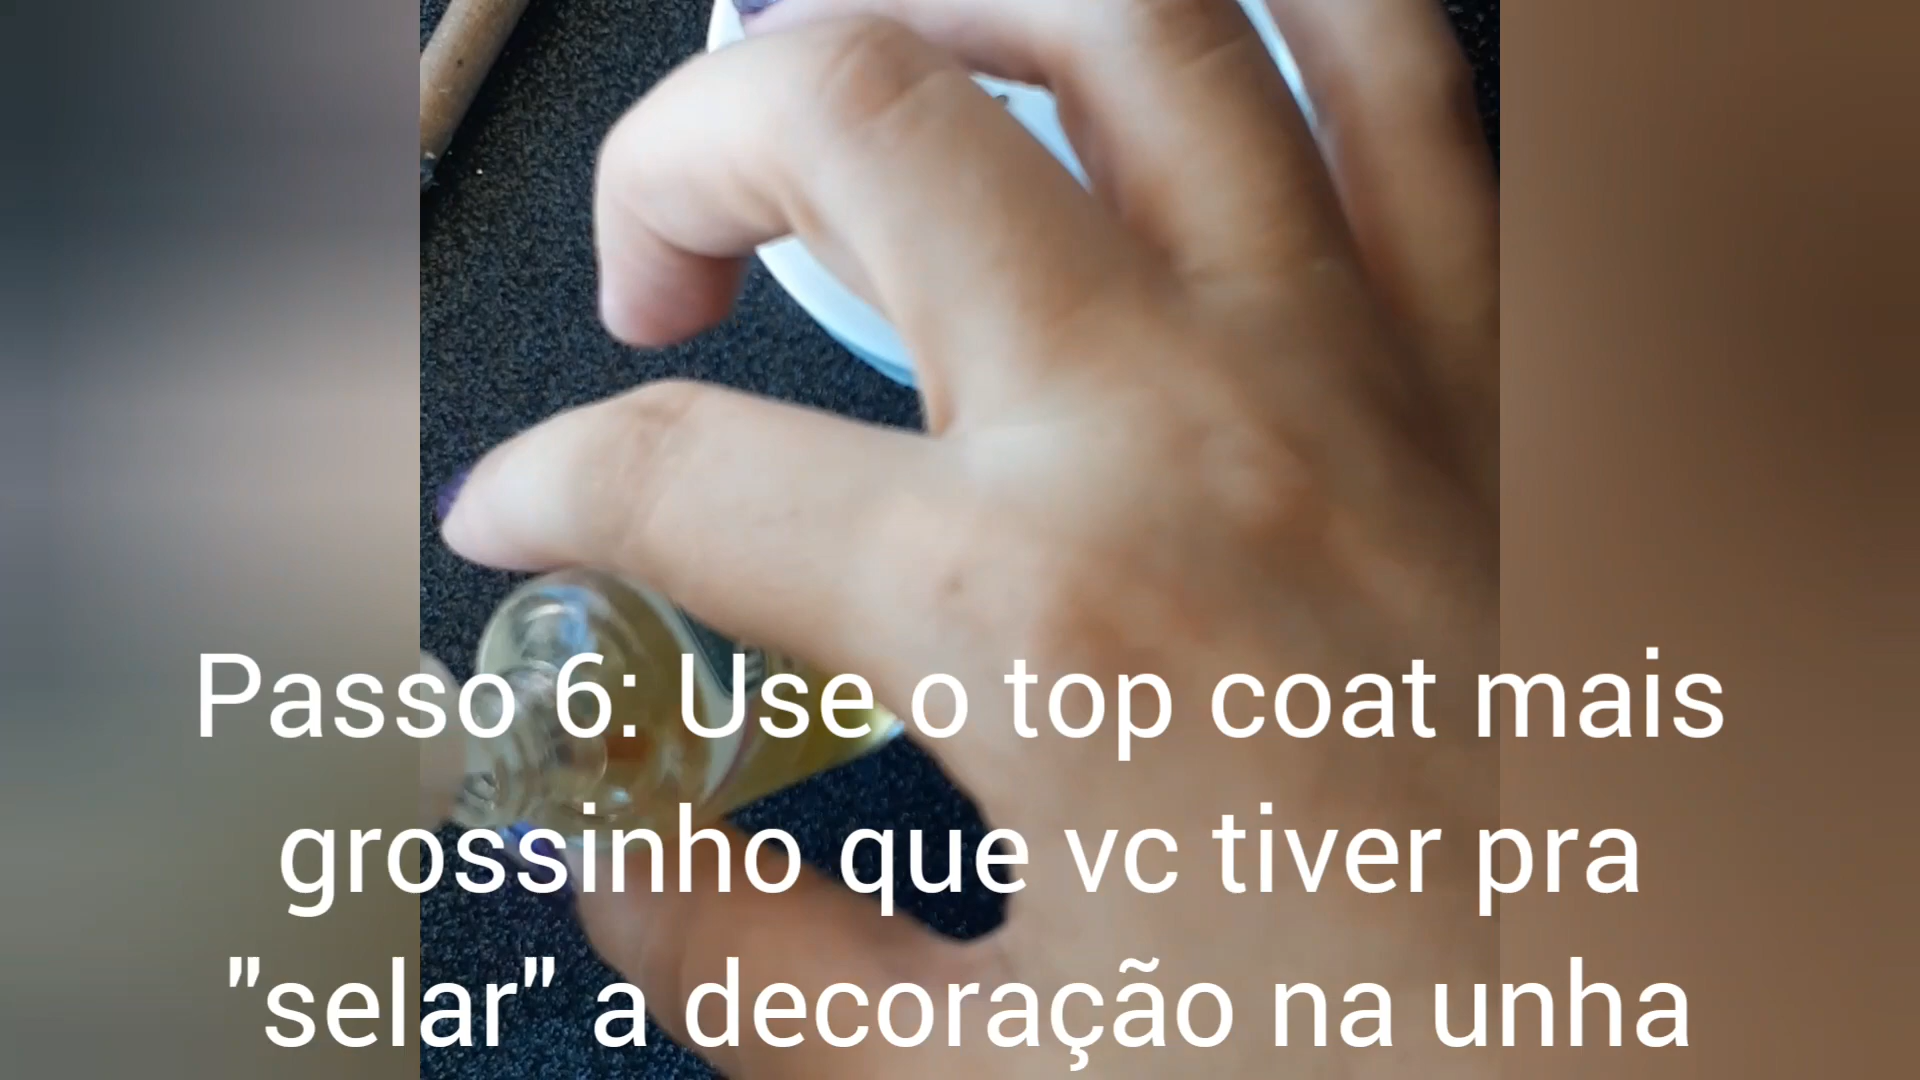 Passo 6: Use o top coat mais
grossinho que vc tiver pra
"selar" a decoração na unha